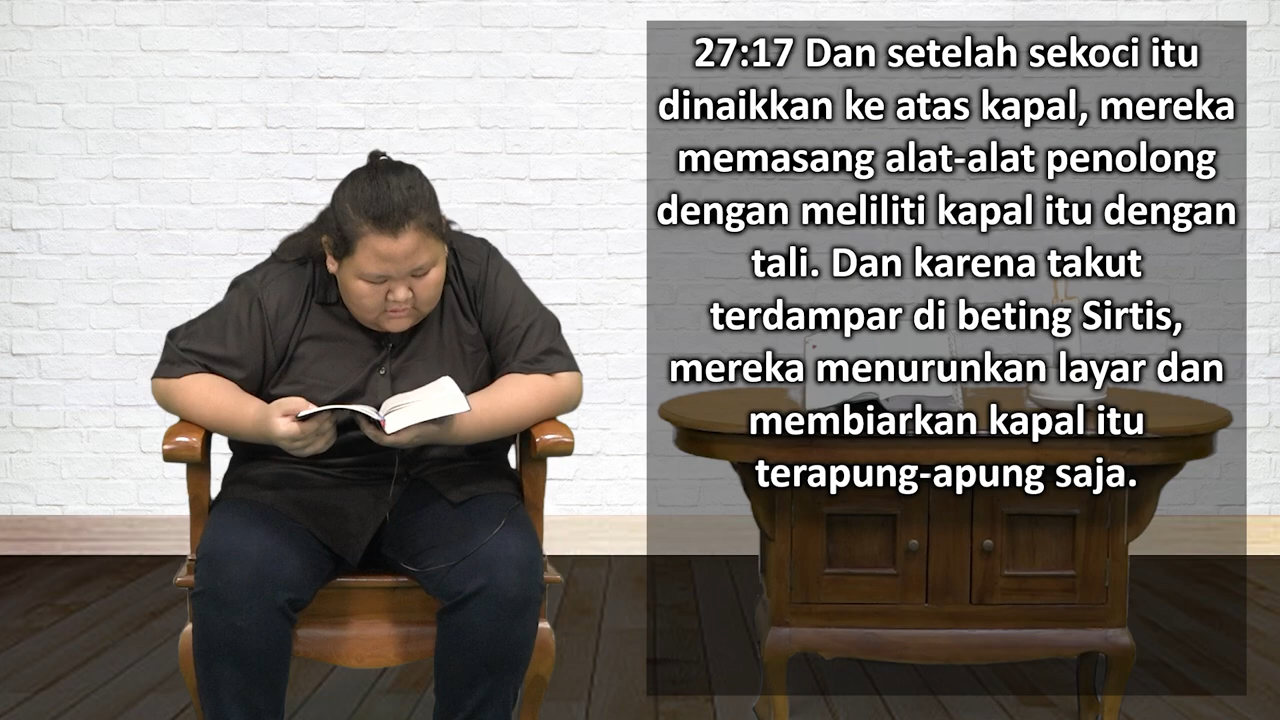 27:17 Dan setelah sekoci itu
dinaikkan ke atas kapal, mereka
memasang alat-alat penolong
dengan meliliti kapal itu dengan
tali. Dan karena takut
terdampar di beting Sirtis,
mereka menurunkan layar dan
membiarkan kapal itu
terapung-apung saja.